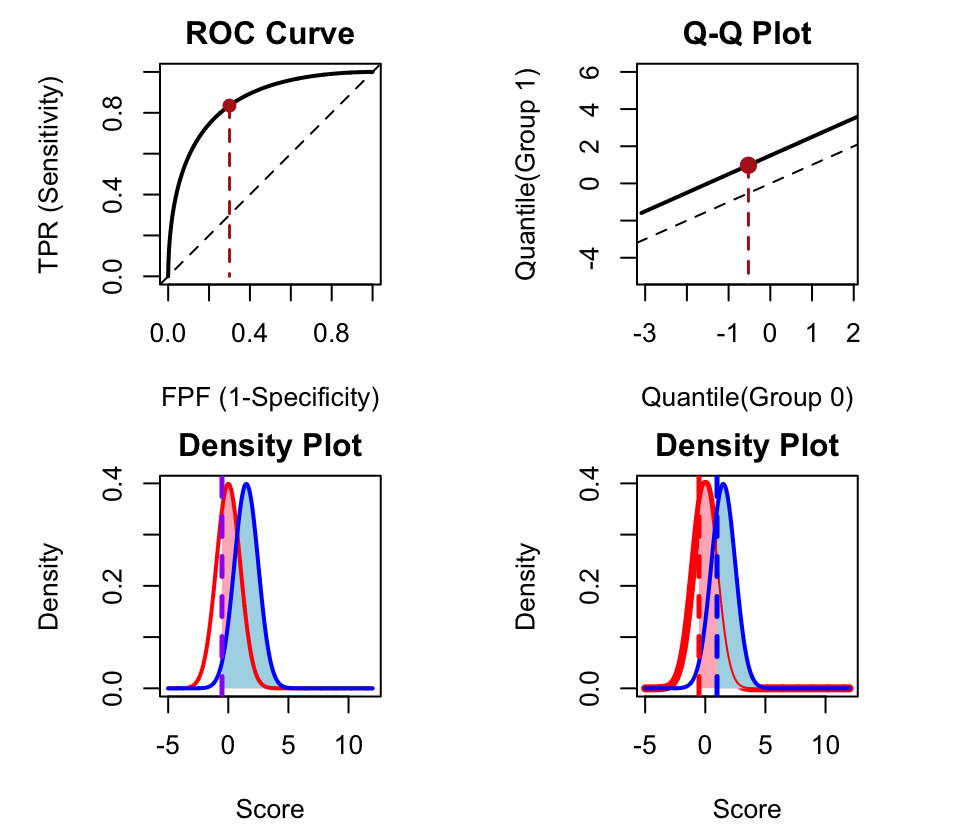 ROC Curve
TPR (Sensitivity)
0.0 0.4 0.8
0.0 0.4 0.8
FPF (1-Specificity)
Q-Q Plot
Quantile(Group 1)
-4 0 2 4 6
-3 -1 0 1 2
Quantile(Group 0)
Density Plot
Density
0.0 0.2 0.4
-5 0 5 10
Score
Density Plot
Density
0.0 0.2 0.4
-5 0 5 10
Score